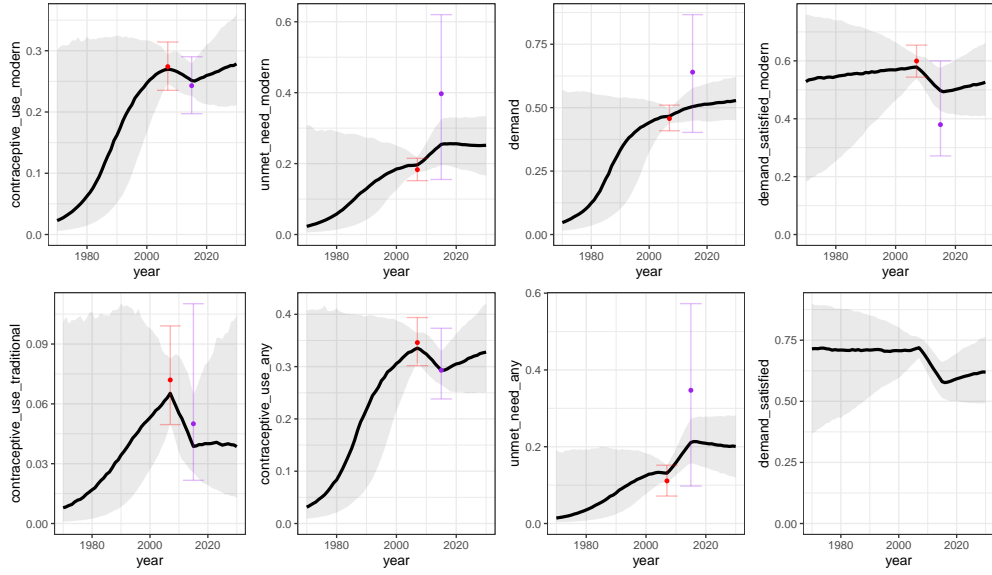 contraceptive_use_modern
0.3
0.2
0.1
0.0
1980 2000 2020
year
unmet_need_modern
0.6
0.4
0.2
0.0
1980 2000 2020
year
demand
0.75
0.50
0.25
0.00
1980 2000 2020
year
demand_satisfied_modern
0.6
0.4
0.2
0.0
1980 2000 2020
year
contraceptive_use_traditional
0.09
0.06
0.03
0.00
1980 2000 2020
year
contraceptive_use_any
0.4
0.3
0.2
0.1
0.0
1980 2000 2020
year
unmet_need_any
0.6
0.4
0.2
0.0
1980 2000 2020
year
demand_satisfied
0.75
0.50
0.25
0.00
1980 2000 2020
year